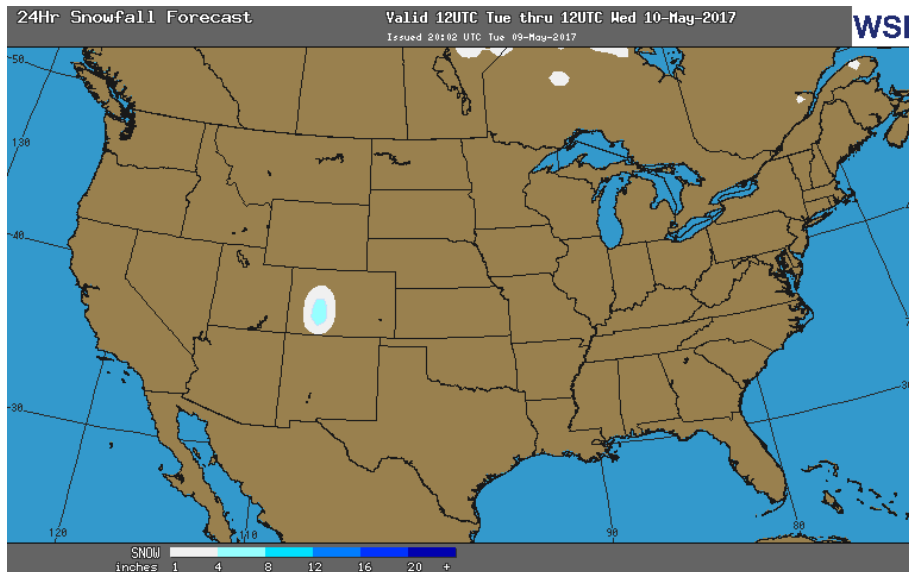 24Hr Snowfall Forecast
Valid 12UTC Tue thru 12UTC Wed 10-May-2017
Issued 20:02 UTC Tue 09-May-2017
WSI
50
130
40
30
30
120
110
90
80
SNOW
inches 1 4 8 12 16 20 +